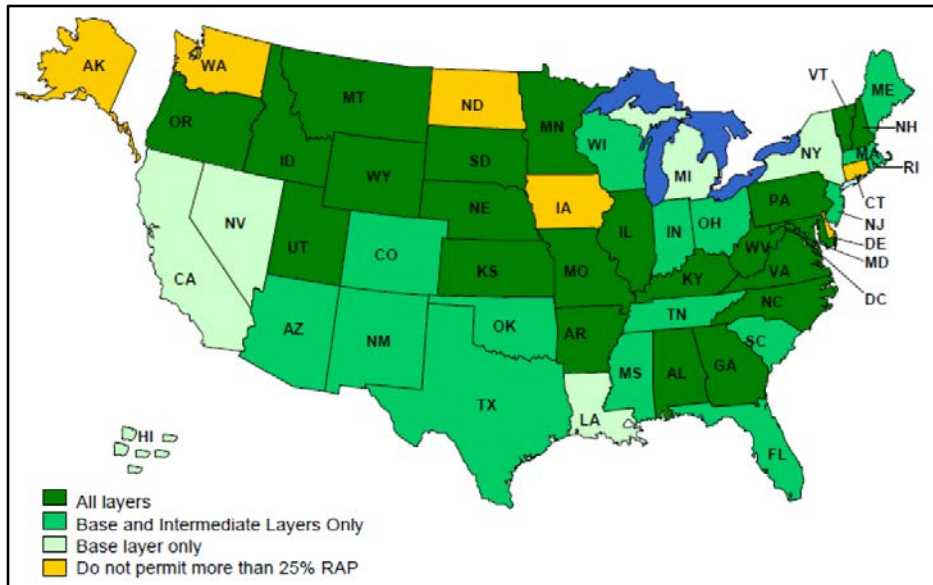 AK
WA
MT
ND
MN
OR
ID
WY
SD
WI
MI
NY
VT
ME
NH
MA
RI
CT
NJ
DE
MD
DC
NV
UT
CA
CO
NE
IA
IL
IN
OH
PA
WV
VA
KS
MO
KY
NC
TN
SC
AZ
NM
OK
AR
MS
AL
GA
TX
LA
FL
HI
All layers
Base and Intermediate Layers Only
Base layer only
Do not permit more than 25% RAP